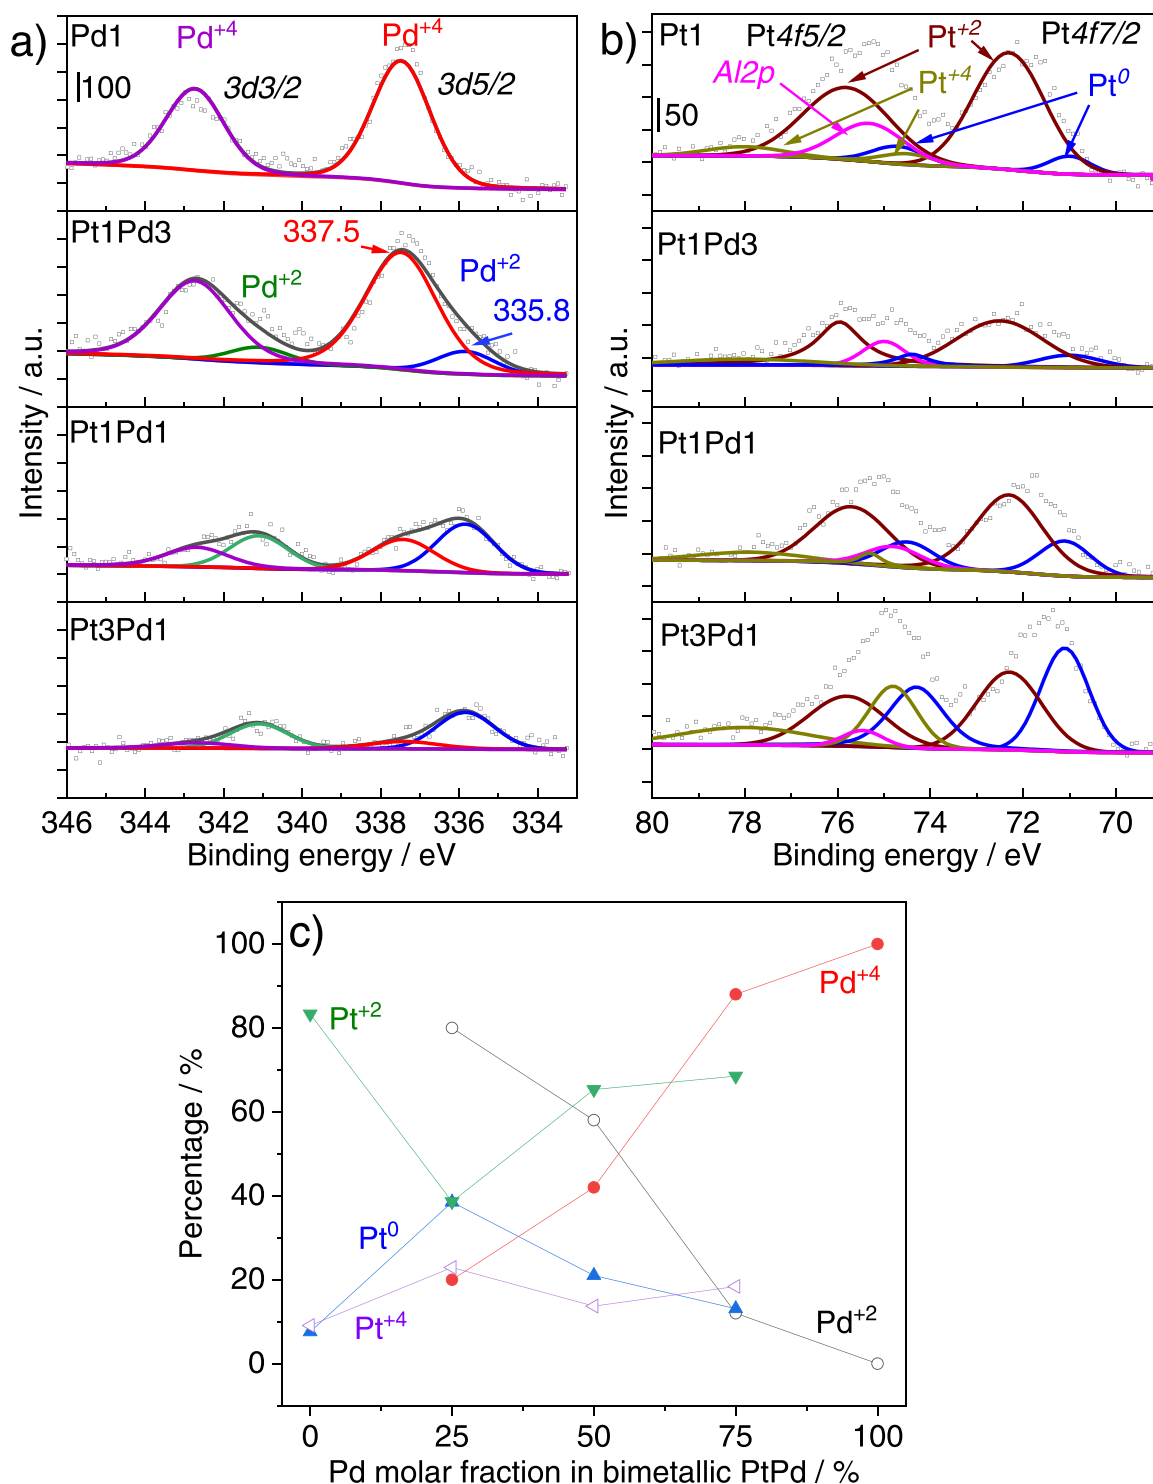 a)
Pd1
Pd+4
Pd+4
100
3d3/2
3d5/2
Pt1Pd3
337.5
Pd+2
Pd+2
335.8
Pt1Pd1
Pt3Pd1
Intensity / a.u.
346 344 342 340 338 336 334
Binding energy / eV
b)
Pt1
Pt4f5/2
Pt+2
Pt4f7/2
Al2p
Pt+4
Pt0
50
Pt1Pd3
Pt1Pd1
Pt3Pd1
Intensity / a.u.
80 78 76 74 72 70
Binding energy / eV
c)
100
80
60
40
20
0
Percentage / %
Pd+4
Pt+2
Pt0
Pt+4
Pd+2
0 25 50 75 100
Pd molar fraction in bimetallic PtPd / %